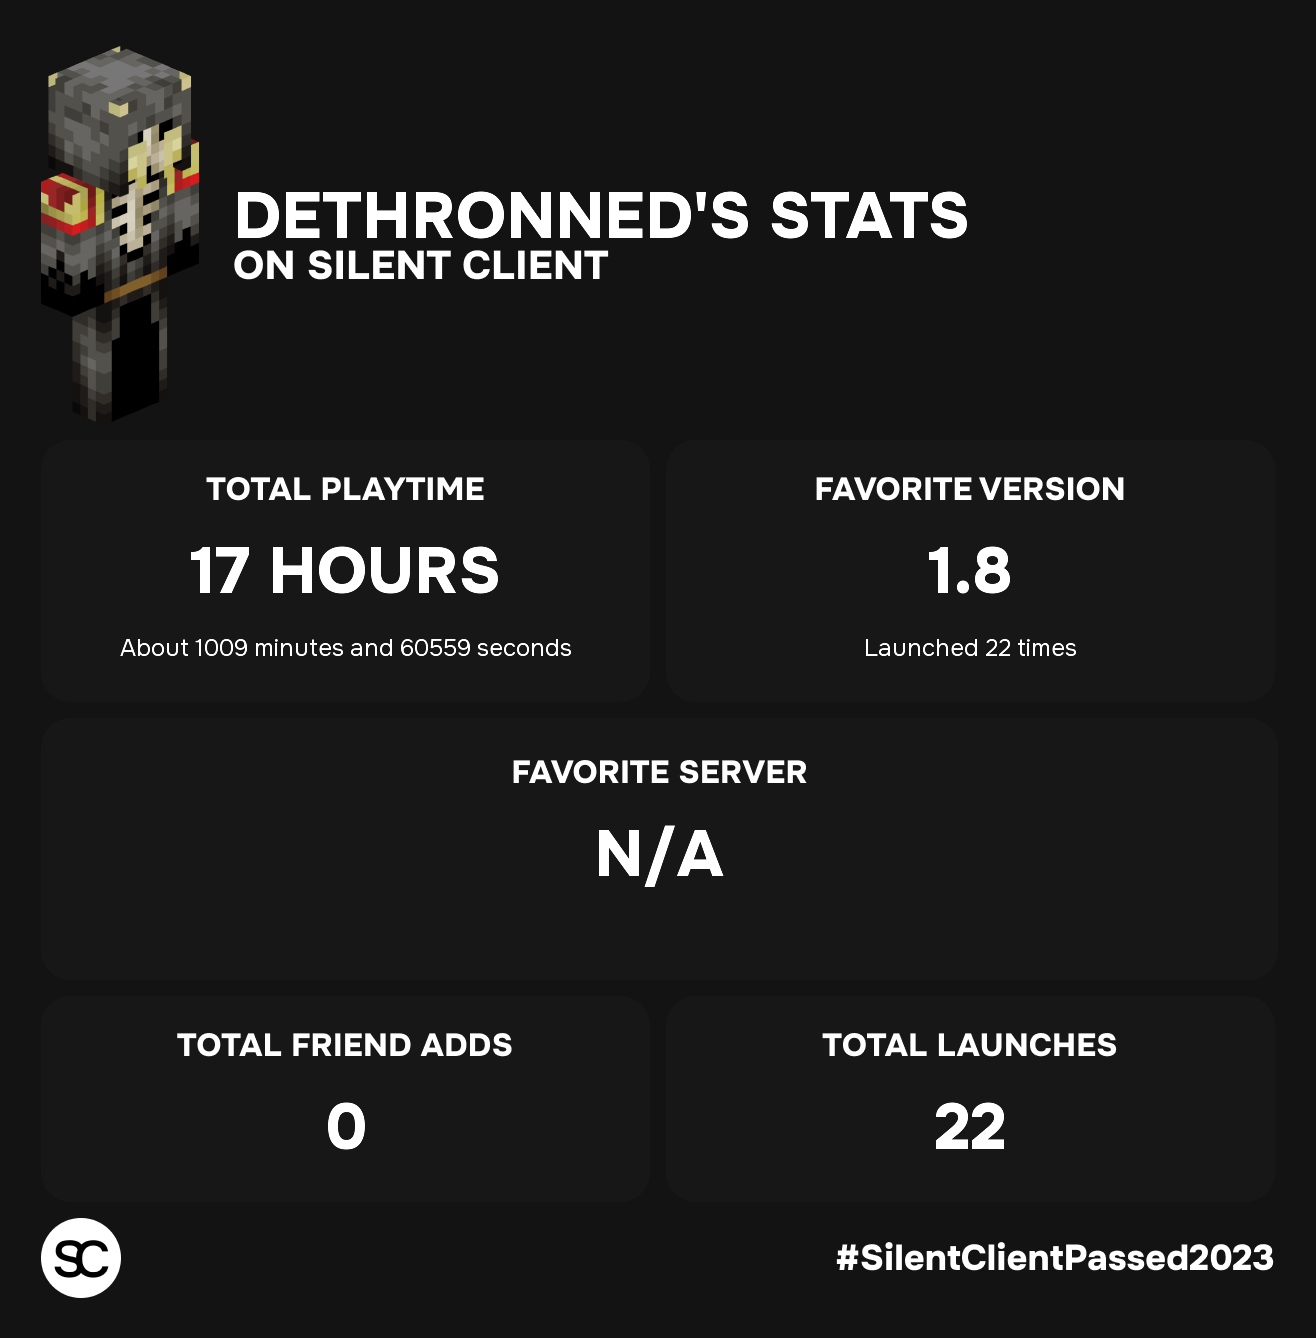 DETHRONNED'S STATS
ON SILENT CLIENT
TOTAL PLAYTIME
17 HOURS
About 1009 minutes and 60559 seconds
FAVORITE VERSION
1.8
Launched 22 times
FAVORITE SERVER
N/A
TOTAL FRIEND ADDS
0
TOTAL LAUNCHES
22
SC
#SilentClientPassed2023